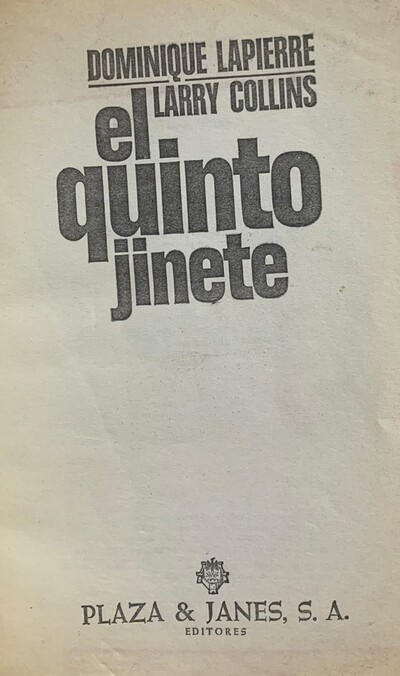 DOMINIQUE LAPIERRE
LARRY COLLINS
el
quinto
jinete
PLAZA & JANES, S. A.
EDITORES